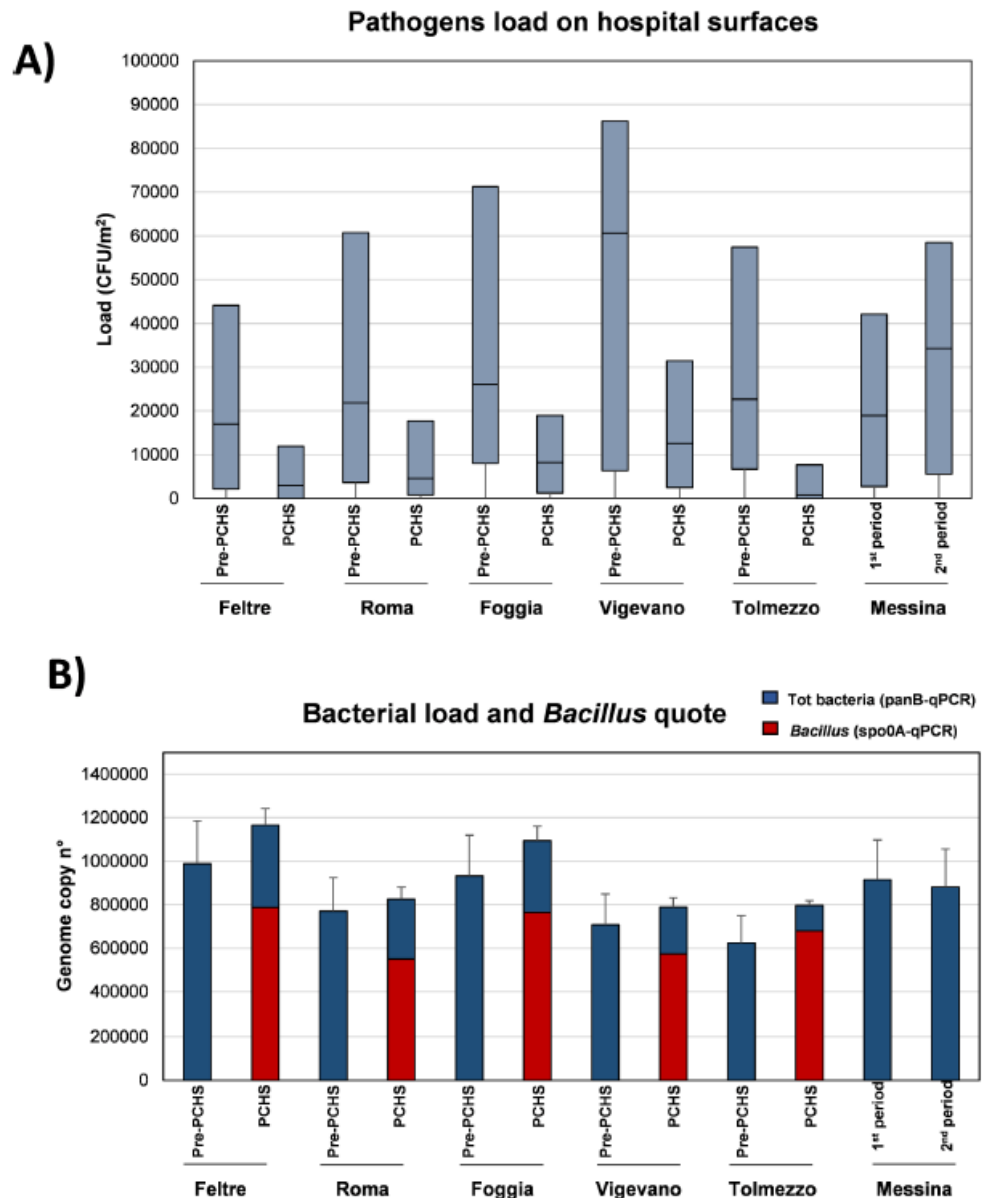 Pathogens load on hospital surfaces
A)
100000
90000
80000
70000
60000
50000
40000
30000
20000
10000
0
Load (CFU/m²)
Pre-PCHS PCHS Pre-PCHS PCHS Pre-PCHS PCHS Pre-PCHS PCHS Pre-PCHS PCHS 1st period 2nd period
Feltre Roma Foggia Vigevano Tolmezzo Messina
B)
Bacterial load and Bacillus quote
Tot bacteria (panB-qPCR)
Bacillus (spo0A-qPCR)
1400000
1200000
1000000
800000
600000
400000
200000
0
Genome copy n°
Pre-PCHS PCHS Pre-PCHS PCHS Pre-PCHS PCHS Pre-PCHS PCHS Pre-PCHS PCHS 1st period 2nd period
Feltre Roma Foggia Vigevano Tolmezzo Messina